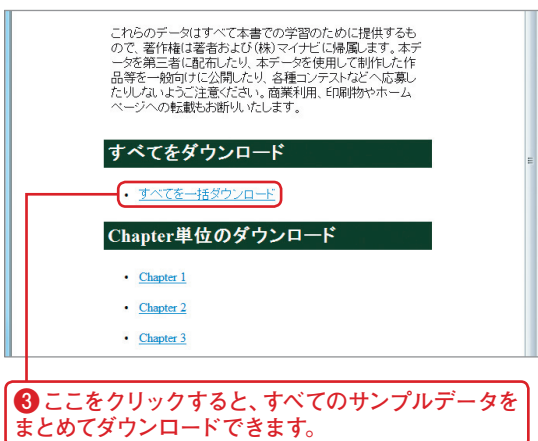 これらのデータはすべて本書での学習のために提供するも
ので、著作権は著者および(株)マイナビに帰属します。本デ
ータを第三者に配布したり、本データを使用して制作した作
品等を一般向けに公開したり、各種コンテストなどへ応募し
たりしないようご注意ください。商業利用、印刷物やホーム
ページへの転載もお断りいたします。
すべてをダウンロード
• すべてを一括ダウンロード
Chapter単位のダウンロード
• Chapter 1
• Chapter 2
• Chapter 3
❸ここをクリックすると、すべてのサンプルデータを
まとめてダウンロードできます。